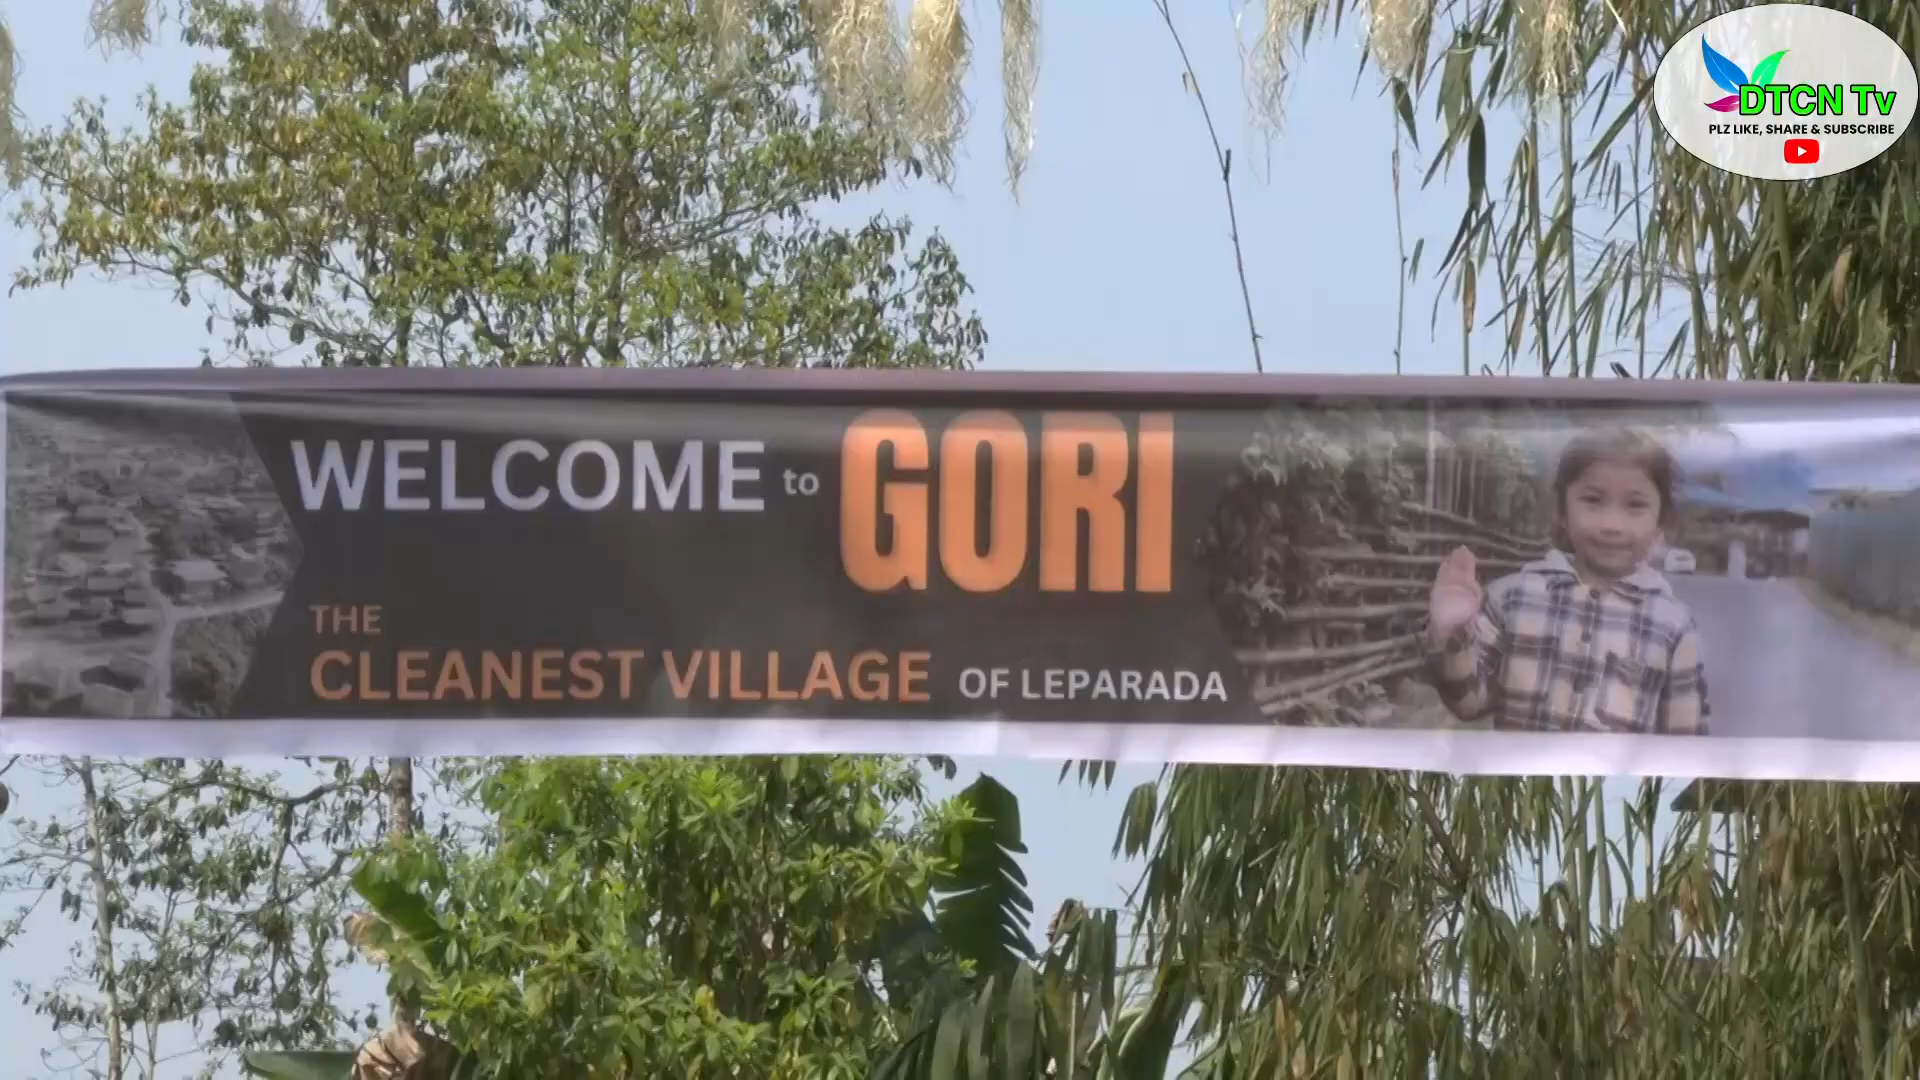 DTCN Tv
PLZ LIKE, SHARE & SUBSCRIBE
WELCOME to GORI
THE
CLEANEST VILLAGE OF LEPARADA